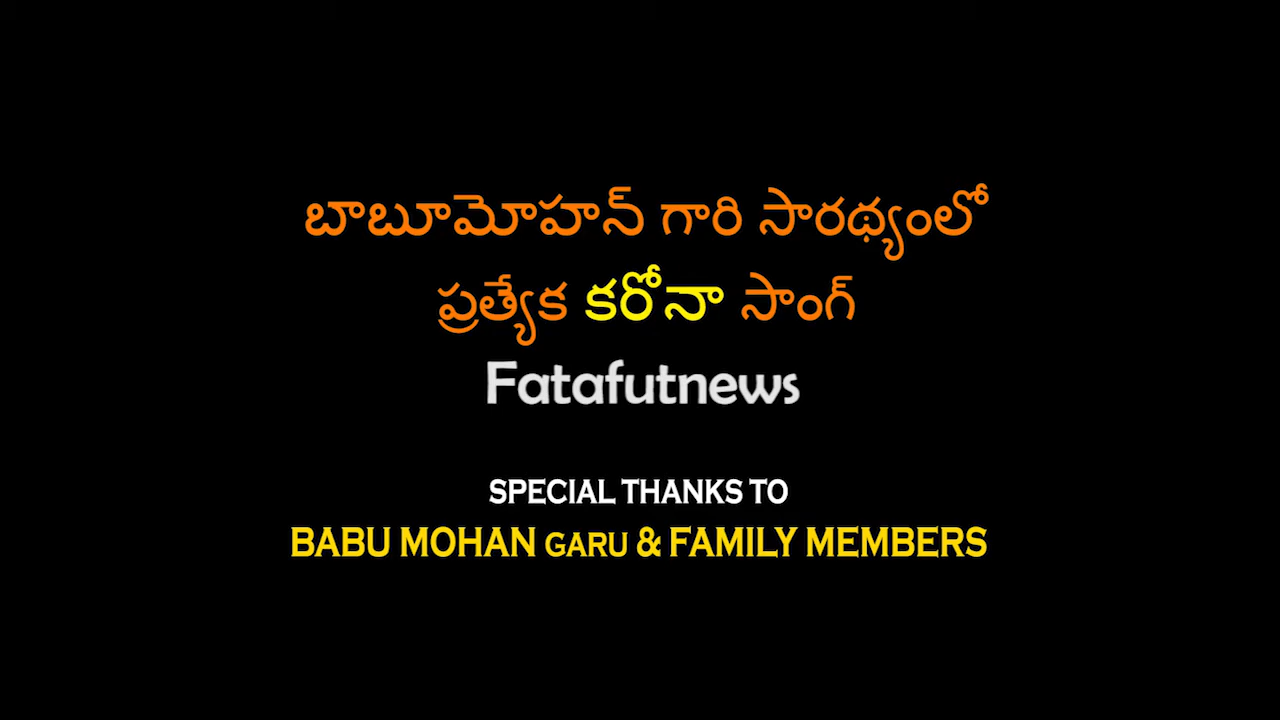 బాబూమోహన్ గారి సారథ్యంలో
ప్రత్యేక కరోనా సాంగ్
Fatafutnews
SPECIAL THANKS TO
BABU MOHAN GARU & FAMILY MEMBERS